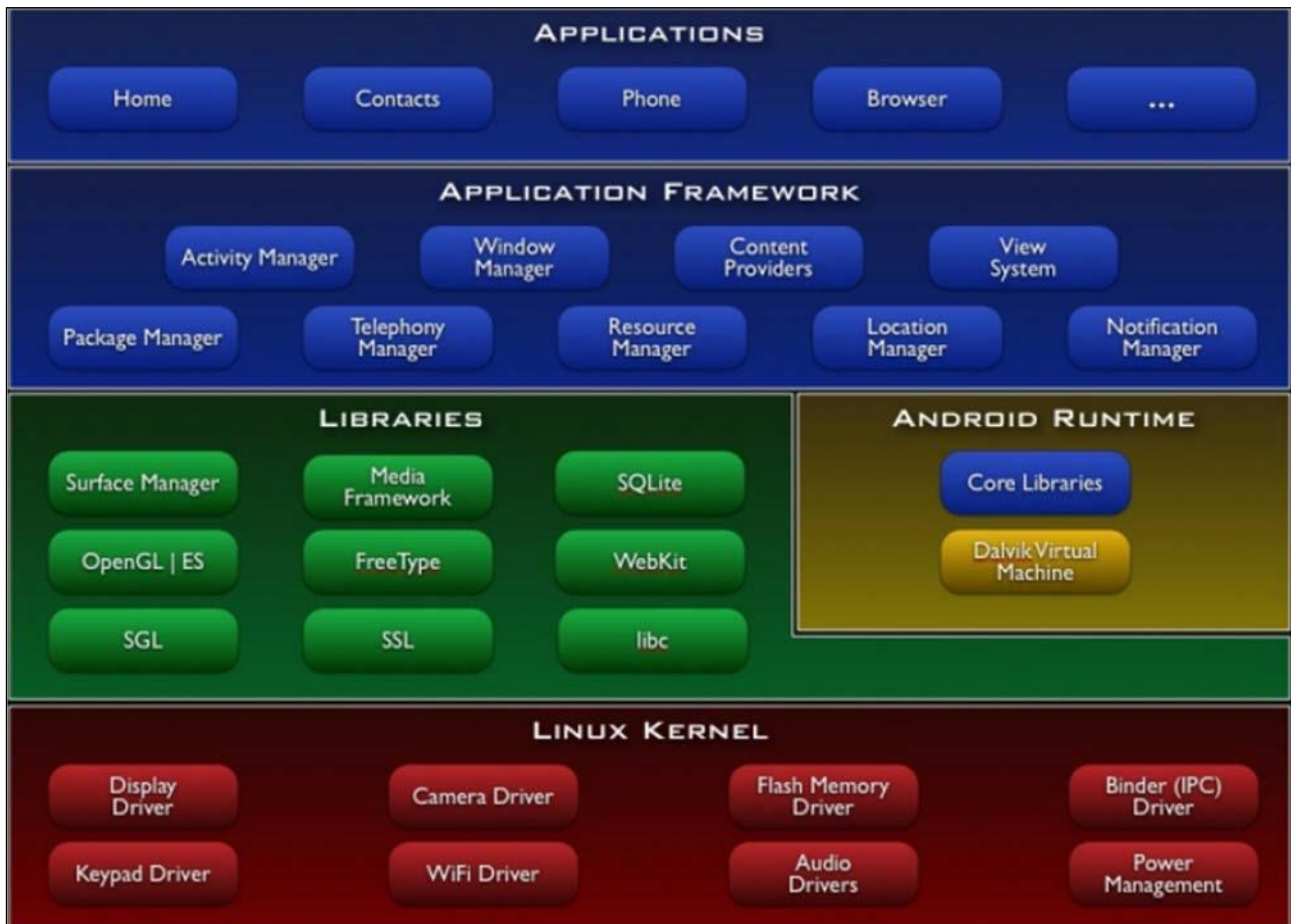 APPLICATIONS
Home
Contacts
Phone
Browser
...
APPLICATION FRAMEWORK
Activity Manager
Window
Manager
Content
Providers
View
System
Package Manager
Telephony
Manager
Resource
Manager
Location
Manager
Notification
Manager
LIBRARIES
Surface Manager
Media
Framework
SQLite
OpenGL | ES
FreeType
WebKit
SGL
SSL
libc
ANDROID RUNTIME
Core Libraries
Dalvik Virtual
Machine
LINUX KERNEL
Display
Driver
Camera Driver
Flash Memory
Driver
Binder (IPC)
Driver
Keypad Driver
WiFi Driver
Audio
Drivers
Power
Management